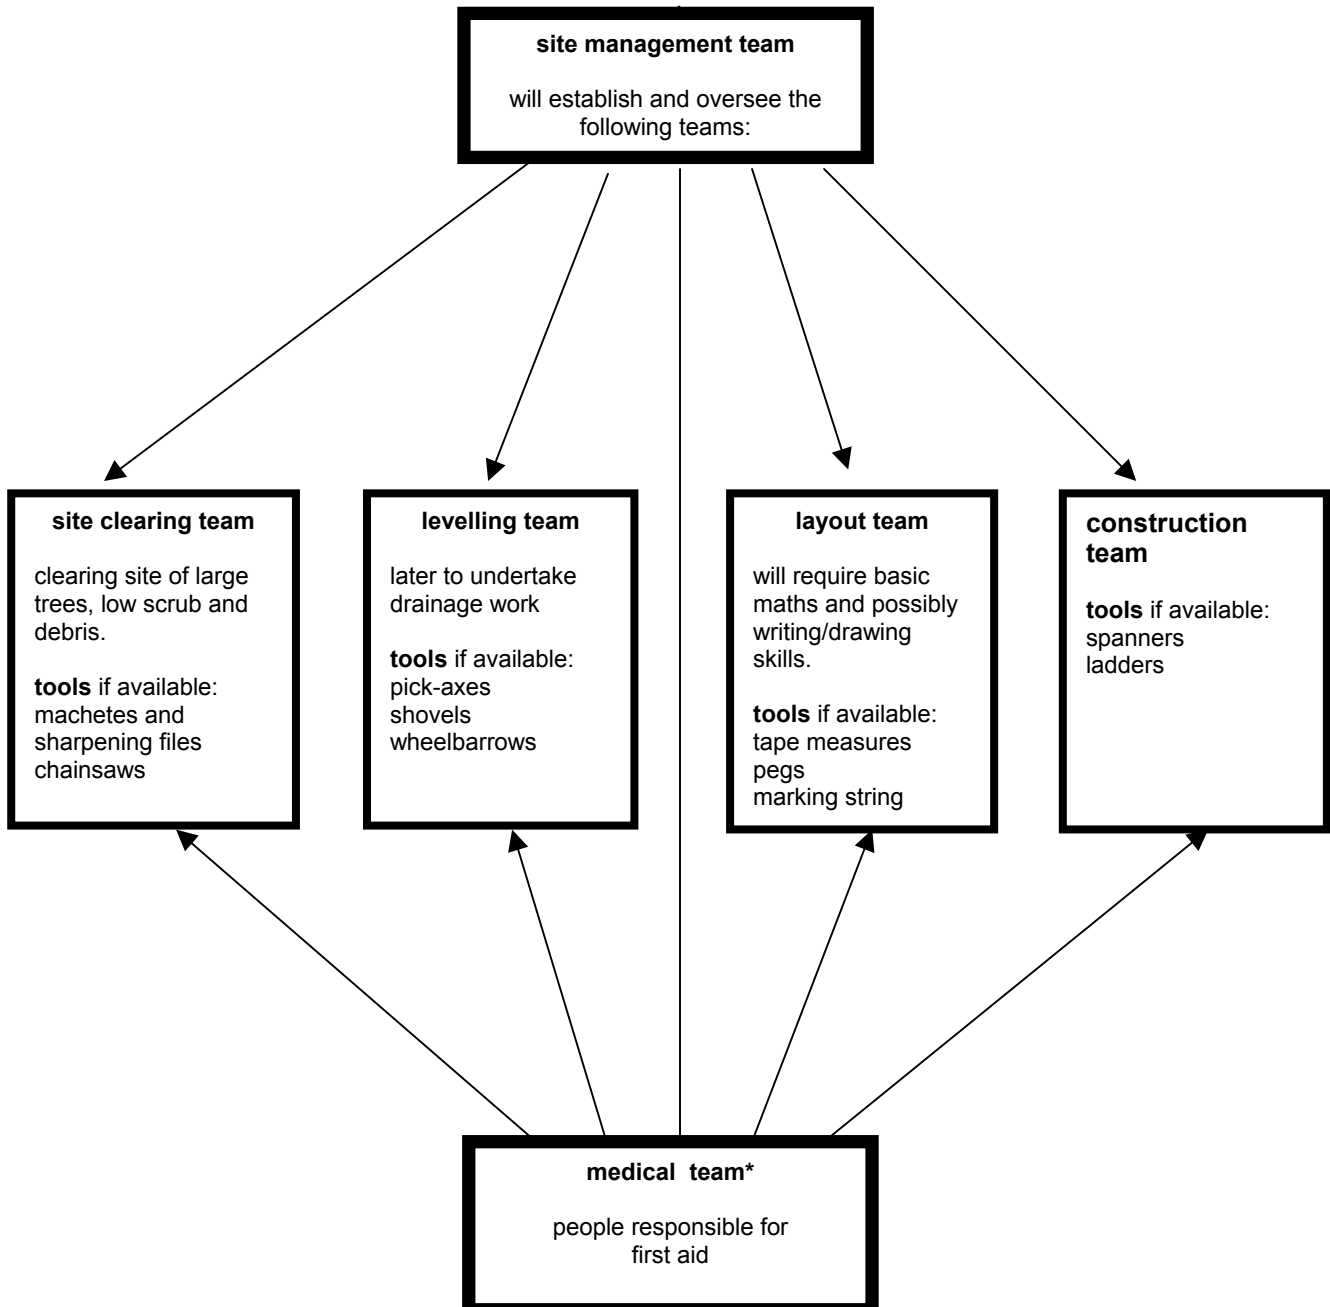 site management team
will establish and oversee the
following teams:
site clearing team
clearing site of large
trees, low scrub and
debris.
tools if available:
machetes and
sharpening files
chainsaws
levelling team
later to undertake
drainage work
tools if available:
pick-axes
shovels
wheelbarrows
layout team
will require basic
maths and possibly
writing/drawing
skills.
tools if available:
tape measures
pegs
marking string
construction
team
tools if available:
spanners
ladders
medical team*
people responsible for
first aid